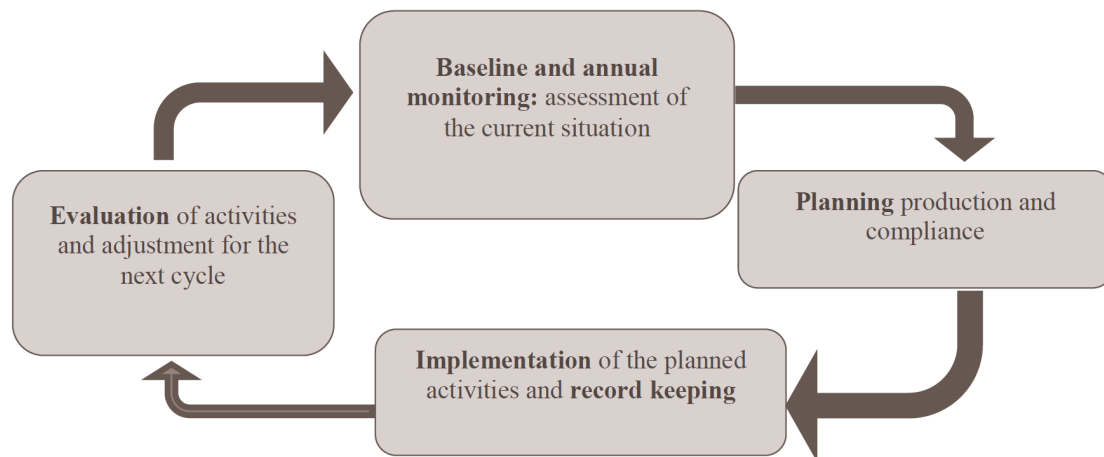 Baseline and annual
monitoring: assessment of
the current situation
Planning production and
compliance
Implementation of the planned
activities and record keeping
Evaluation of activities
and adjustment for the
next cycle